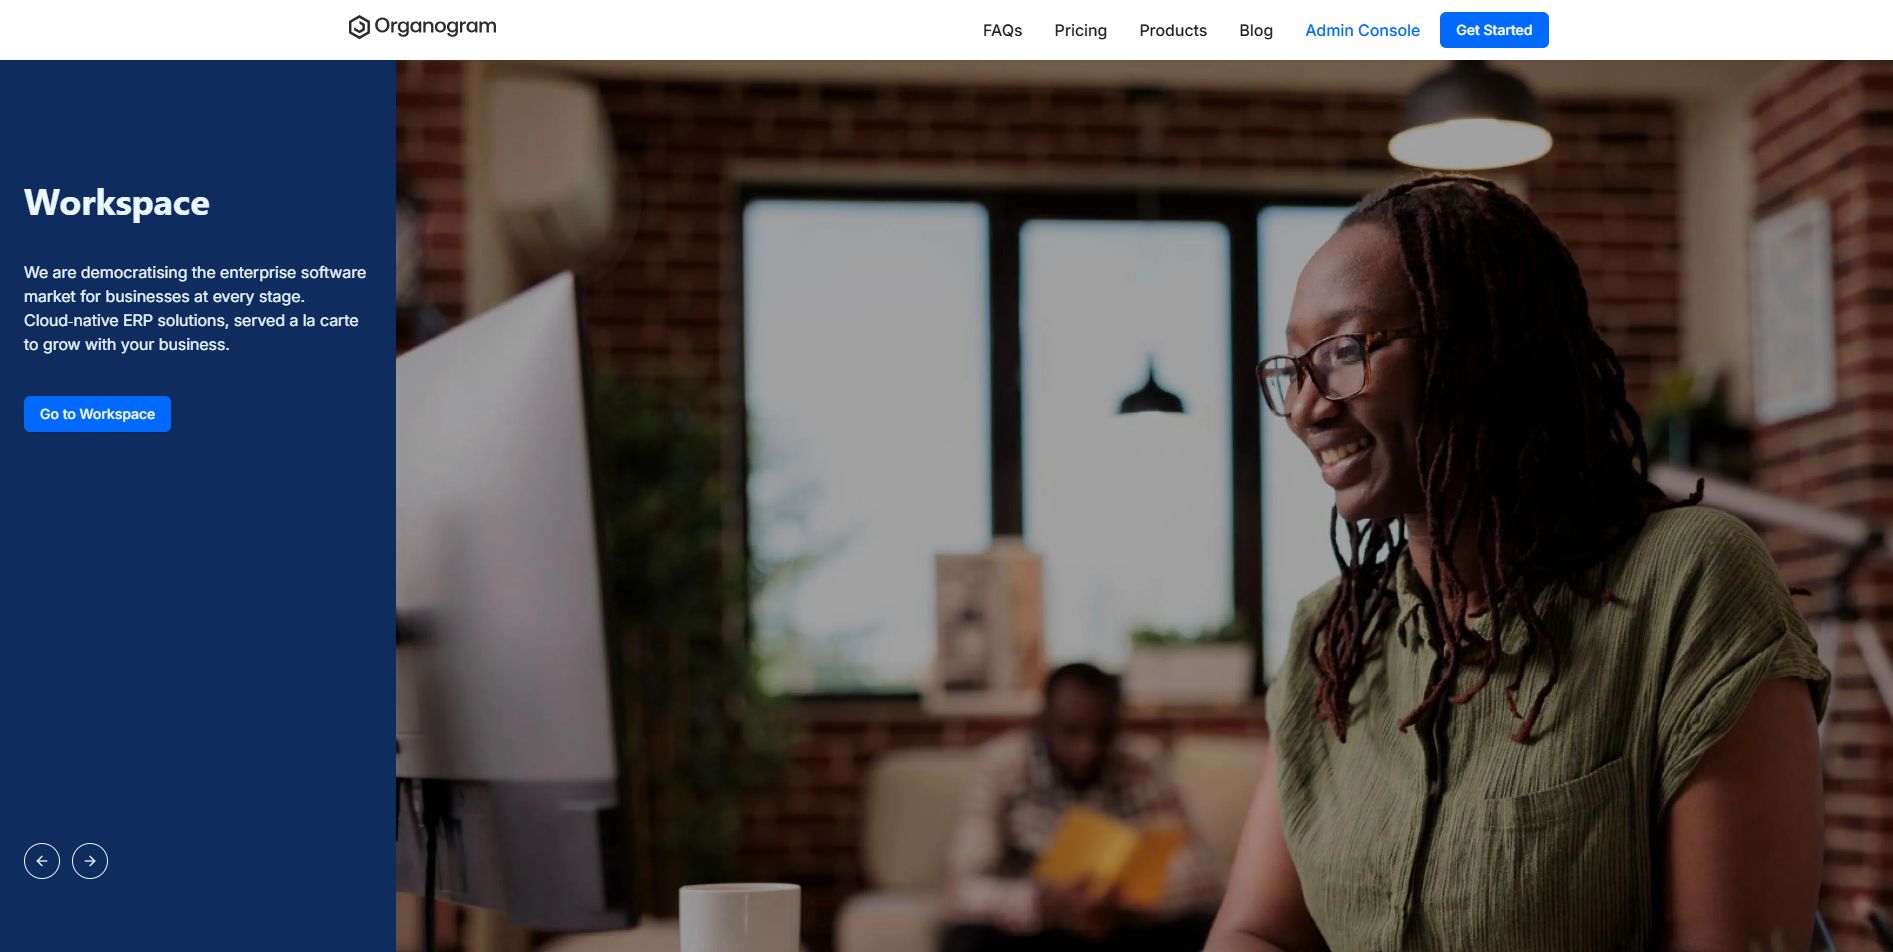 Organogram
FAQs
Pricing
Products
Blog
Admin Console
Get Started
Workspace
We are democratising the enterprise software
market for businesses at every stage.
Cloud-native ERP solutions, served a la carte
to grow with your business.
Go to Workspace